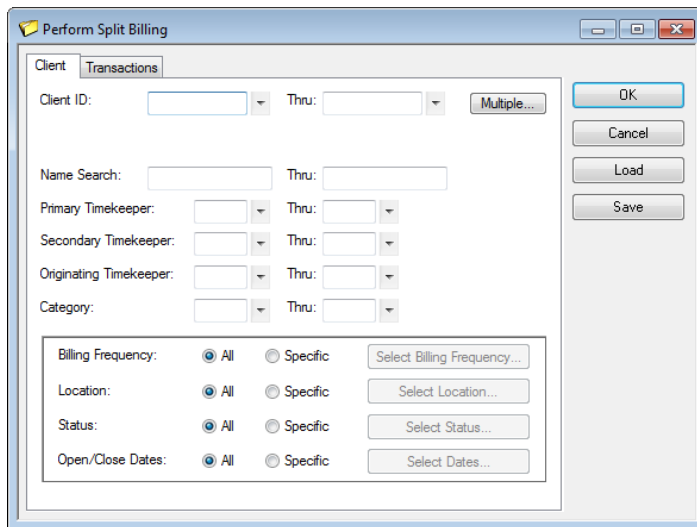 Perform Split Billing
Client Transactions
Client ID: Thru: Multiple...
OK
Cancel
Load
Save
Name Search: Thru:
Primary Timekeeper: Thru:
Secondary Timekeeper: Thru:
Originating Timekeeper: Thru:
Category: Thru:
Billing Frequency: All Specific Select Billing Frequency...
Location: All Specific Select Location...
Status: All Specific Select Status...
Open/Close Dates: All Specific Select Dates...